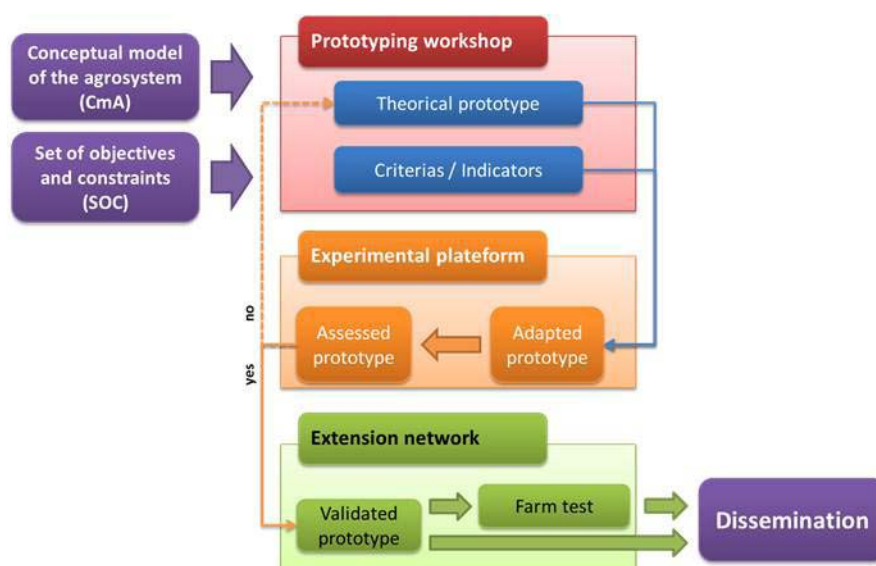 Conceptual model
of the agrosystem
(CmA)
Set of objectives
and constraints
(SOC)
Prototyping workshop
Theorical prototype
Criterias / Indicators
Experimental plateform
Assessed
prototype
Adapted
prototype
no
yes
Extension network
Validated
prototype
Farm test
Dissemination